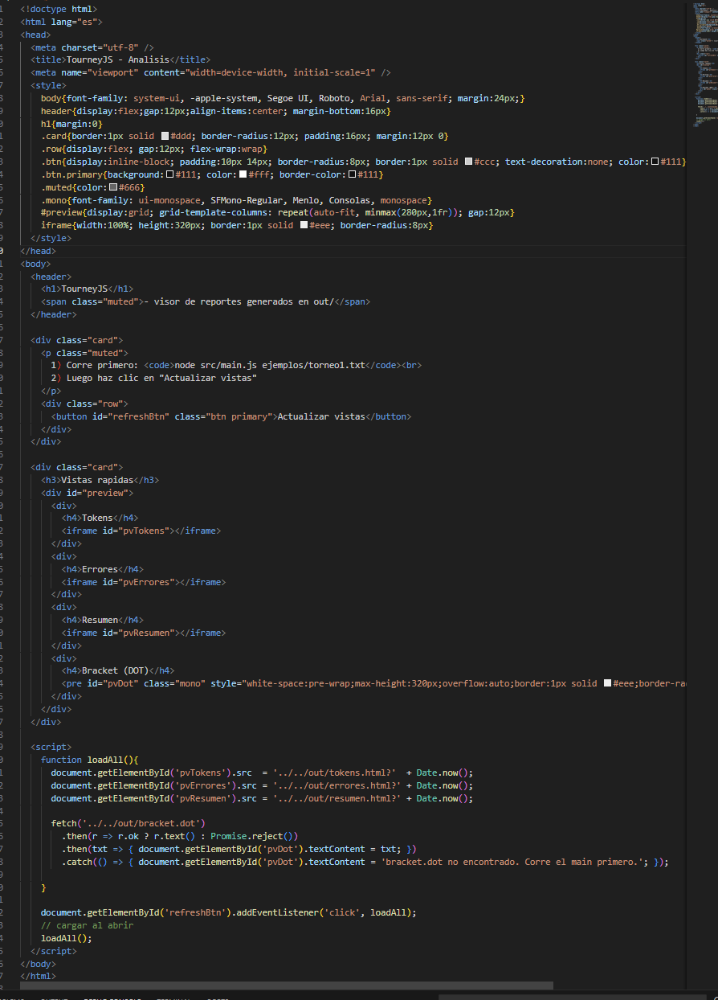 <!doctype html>
<html lang="es">
<head>
  <meta charset="utf-8" />
  <title>TourneyJS - Analisis</title>
  <meta name="viewport" content="width=device-width, initial-scale=1" />
  <style>
    body{font-family: system-ui, -apple-system, Segoe UI, Roboto, Arial, sans-serif; margin:24px;}
    header{display:flex;gap:12px;align-items:center; margin-bottom:16px}
    h1{margin:0}
    .card{border:1px solid #ddd; border-radius:12px; padding:16px; margin:12px 0}
    .row{display:flex; gap:12px; flex-wrap:wrap}
    .btn{display:inline-block; padding:10px 14px; border-radius:8px; border:1px solid #ccc; text-decoration:none; color:#111}
    .btn.primary{background:#111; color:#fff; border-color:#111}
    .muted{color:#666}
    .mono{font-family: ui-monospace, SFMono-Regular, Menlo, Consolas, monospace}
    #preview{display:grid; grid-template-columns: repeat(auto-fit, minmax(280px,1fr)); gap:12px}
    iframe{width:100%; height:320px; border:1px solid #eee; border-radius:8px}
  </style>
</head>
<body>
  <header>
    <h1>TourneyJS</h1>
    <span class="muted">- visor de reportes generados en out/</span>
  </header>

  <div class="card">
    <p class="muted">
      1) Corre primero: <code>node src/main.js ejemplos/torneo1.txt</code><br>
      2) Luego haz clic en "Actualizar vistas"
    </p>
    <div class="row">
      <button id="refreshBtn" class="btn primary">Actualizar vistas</button>
    </div>
  </div>

  <div class="card">
    <h3>Vistas rapidas</h3>
    <div id="preview">
      <div>
        <h4>Tokens</h4>
        <iframe id="pvTokens"></iframe>
      </div>
      <div>
        <h4>Errores</h4>
        <iframe id="pvErrores"></iframe>
      </div>
      <div>
        <h4>Resumen</h4>
        <iframe id="pvResumen"></iframe>
      </div>
      <div>
        <h4>Bracket (DOT)</h4>
        <pre id="pvDot" class="mono" style="white-space:pre-wrap;max-height:320px;overflow:auto;border:1px solid #eee;border-ra
      </div>
    </div>
  </div>

  <script>
    function loadAll(){
      document.getElementById('pvTokens').src  = '../../out/tokens.html?'  + Date.now();
      document.getElementById('pvErrores').src = '../../out/errores.html?' + Date.now();
      document.getElementById('pvResumen').src = '../../out/resumen.html?' + Date.now();

      fetch('../../out/bracket.dot')
        .then(r => r.ok ? r.text() : Promise.reject())
        .then(txt => { document.getElementById('pvDot').textContent = txt; })
        .catch(() => { document.getElementById('pvDot').textContent = 'bracket.dot no encontrado. Corre el main primero.'; });

    }

    document.getElementById('refreshBtn').addEventListener('click', loadAll);
    // cargar al abrir
    loadAll();
  </script>
</body>
</html>